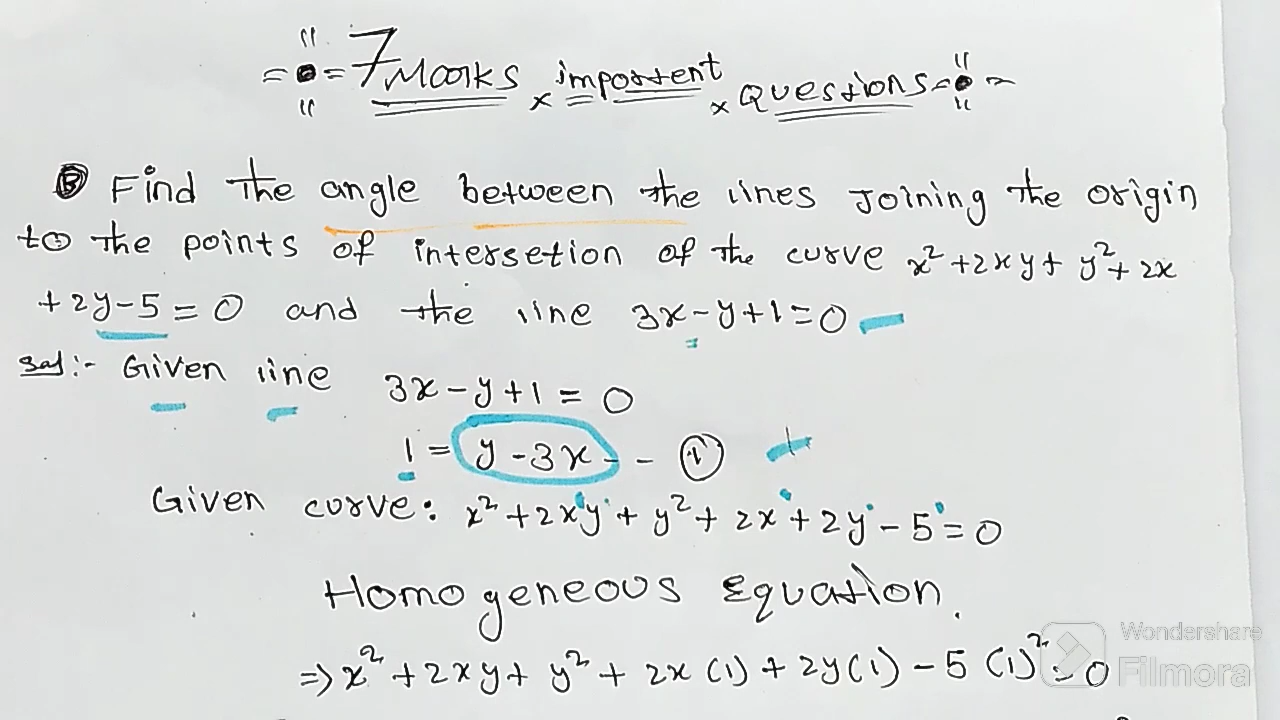 7 Marks × important × Questions
Find the angle between the lines Joining the origin
to the points of intersetion of the curve x²+2xy+y²+2x
+2y-5=0 and the line 3x-y+1=0
Sol:- Given line 3x-y+1=0
1=y-3x--①
Given curve: x²+2xy+y²+2x+2y-5=0
Homogeneous Equation.
⇒x²+2xy+y²+2x(1)+2y(1)-5(1)²=0
Wondershare
Filmora